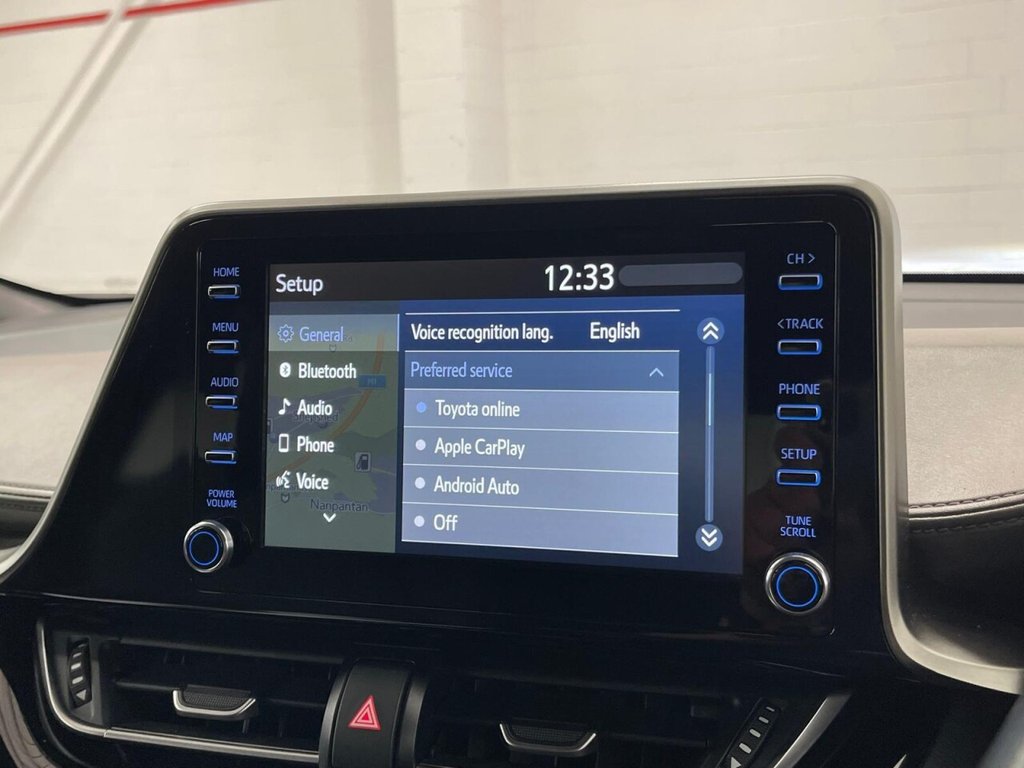 HOME
MENU
AUDIO
MAP
POWER
VOLUME
Setup 12:33
General
Bluetooth
Audio
Phone
Voice
Nanpantan
Voice recognition lang. English
Preferred service
Toyota online
Apple CarPlay
Android Auto
Off
CH >
< TRACK
PHONE
SETUP
TUNE
SCROLL